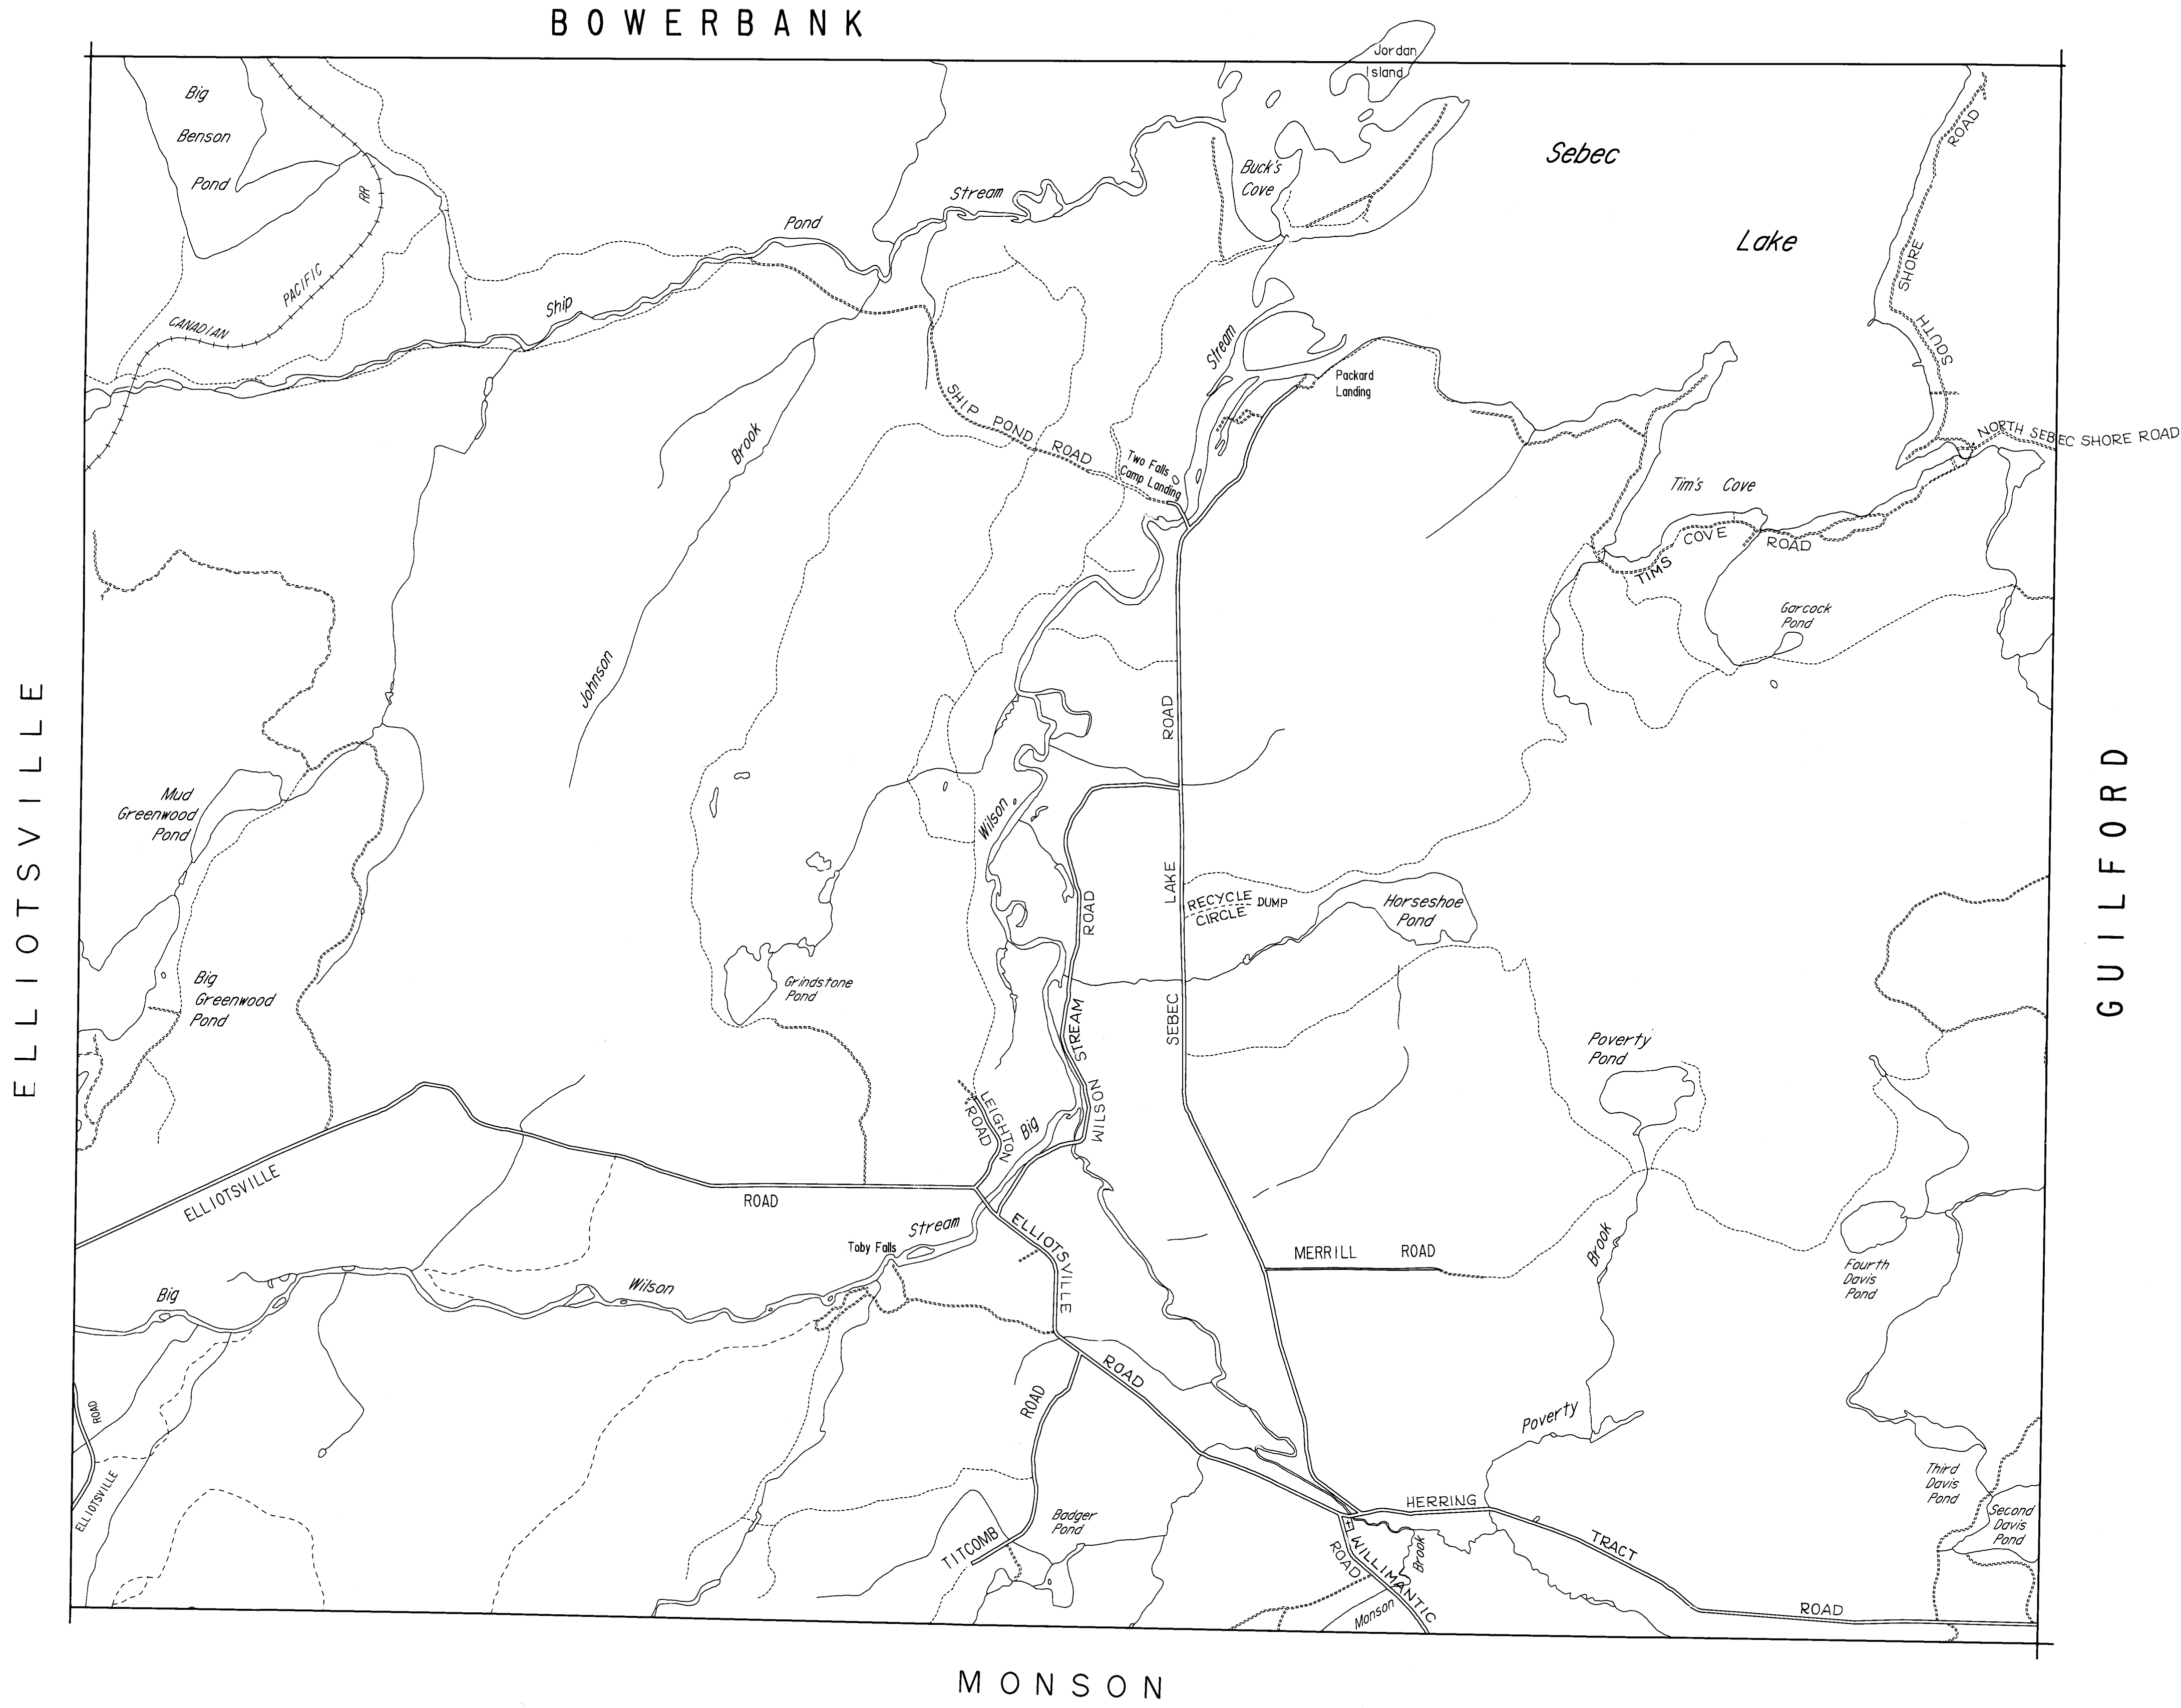 BOWERBANK
Jordan
Island
Big
Benson
Pond
RR
PACIFIC
CANADIAN
Ship
Pond
Stream
Buck's
Cove
Sebec
Lake
ROAD
SHORE
SOUTH
NORTH SEBEC SHORE ROAD
Stream
Packard
Landing
SHIP POND ROAD
Two Falls
Camp Landing
Brook
Johnson
Tim's Cove
TIMS COVE ROAD
Garcock
Pond
ELLIOTSVILLE
GUILFORD
Mud
Greenwood
Pond
Big
Greenwood
Pond
Grindstone
Pond
Wilson
ROAD
LAKE
SEBEC
RECYCLE
CIRCLE
DUMP
Horseshoe
Pond
ROAD
STREAM
WILSON
LEIGHTON
ROAD
Big
Poverty
Pond
ELLIOTSVILLE
ROAD
Stream
Toby Falls
Wilson
Big
ELLIOTSVILLE
ROAD
MERRILL ROAD
Brook
Poverty
Fourth
Davis
Pond
Third
Davis
Pond
Second
Davis
Pond
ROAD
ELLIOTSVILLE
ROAD
TITCOMB
Badger
Pond
HERRING
TRACT
ROAD
WILLIMANTIC
ROAD
Brook
Monson
MONSON